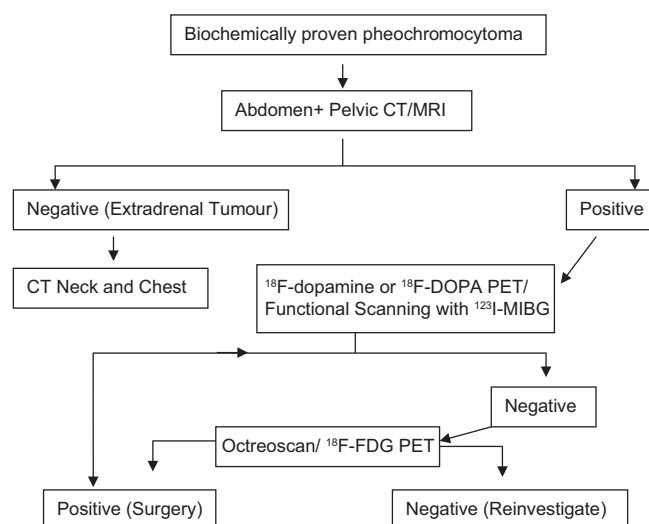 Biochemically proven pheochromocytoma
Abdomen+ Pelvic CT/MRI
Negative (Extradrenal Tumour)
Positive
CT Neck and Chest
¹⁸F-dopamine or ¹⁸F-DOPA PET/
Functional Scanning with ¹²³I-MIBG
Negative
Octreoscan/ ¹⁸F-FDG PET
Positive (Surgery)
Negative (Reinvestigate)